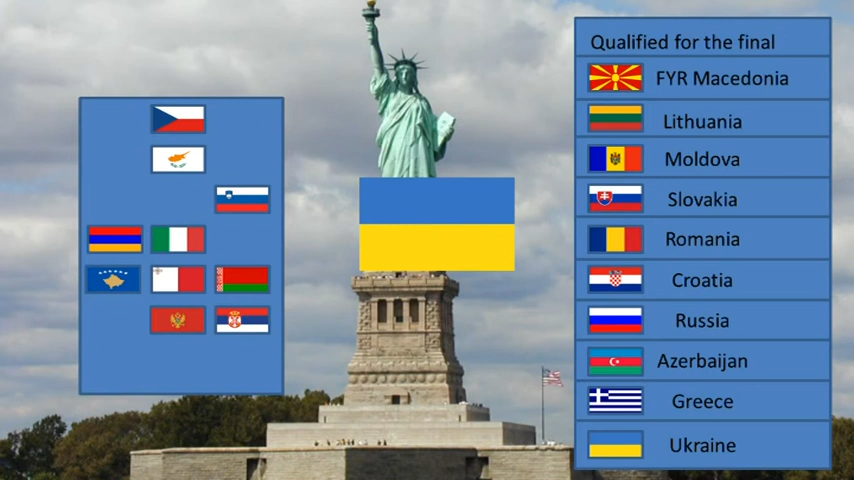 Qualified for the final
FYR Macedonia
Lithuania
Moldova
Slovakia
Romania
Croatia
Russia
Azerbaijan
Greece
Ukraine